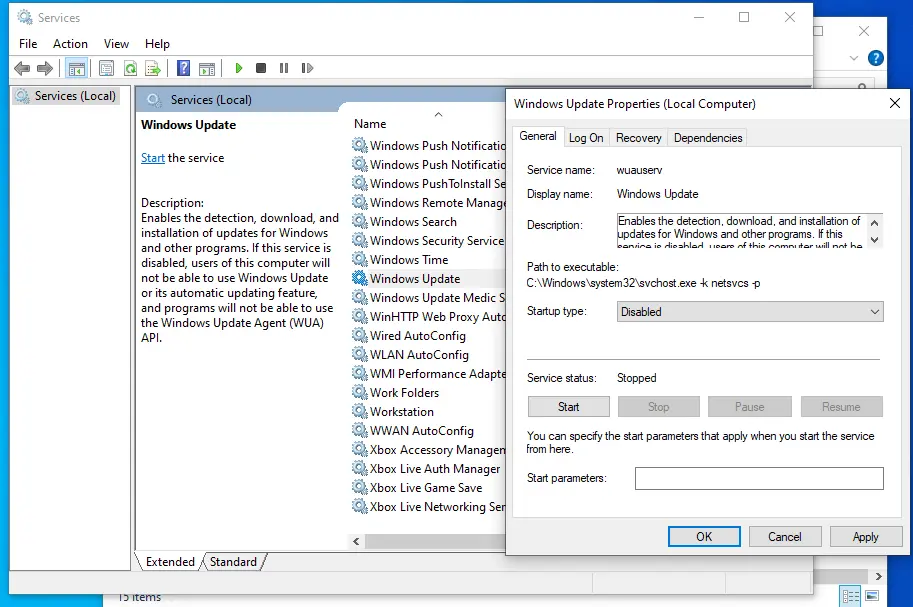 Services
File Action View Help
Services (Local)
Services (Local)
Windows Update
Start the service
Description:
Enables the detection, download, and
installation of updates for Windows
and other programs. If this service is
disabled, users of this computer will
not be able to use Windows Update
or its automatic updating feature,
and programs will not be able to use
the Windows Update Agent (WUA)
API.
Name
Windows Push Notificatio
Windows Push Notificatio
Windows PushToInstall Se
Windows Remote Manage
Windows Search
Windows Security Service
Windows Time
Windows Update
Windows Update Medic S
WinHTTP Web Proxy Auto
Wired AutoConfig
WLAN AutoConfig
WMI Performance Adapte
Work Folders
Workstation
WWAN AutoConfig
Xbox Accessory Managen
Xbox Live Auth Manager
Xbox Live Game Save
Xbox Live Networking Ser
Extended Standard
Windows Update Properties (Local Computer)
General Log On Recovery Dependencies
Service name: wuauserv
Display name: Windows Update
Description: Enables the detection, download, and installation of
updates for Windows and other programs. If this
service is disabled, users of this computer will not be
Path to executable:
C:\Windows\system32\svchost.exe -k netsvcs -p
Startup type: Disabled
Service status: Stopped
Start Stop Pause Resume
You can specify the start parameters that apply when you start the service
from here.
Start parameters:
OK Cancel Apply
15 items